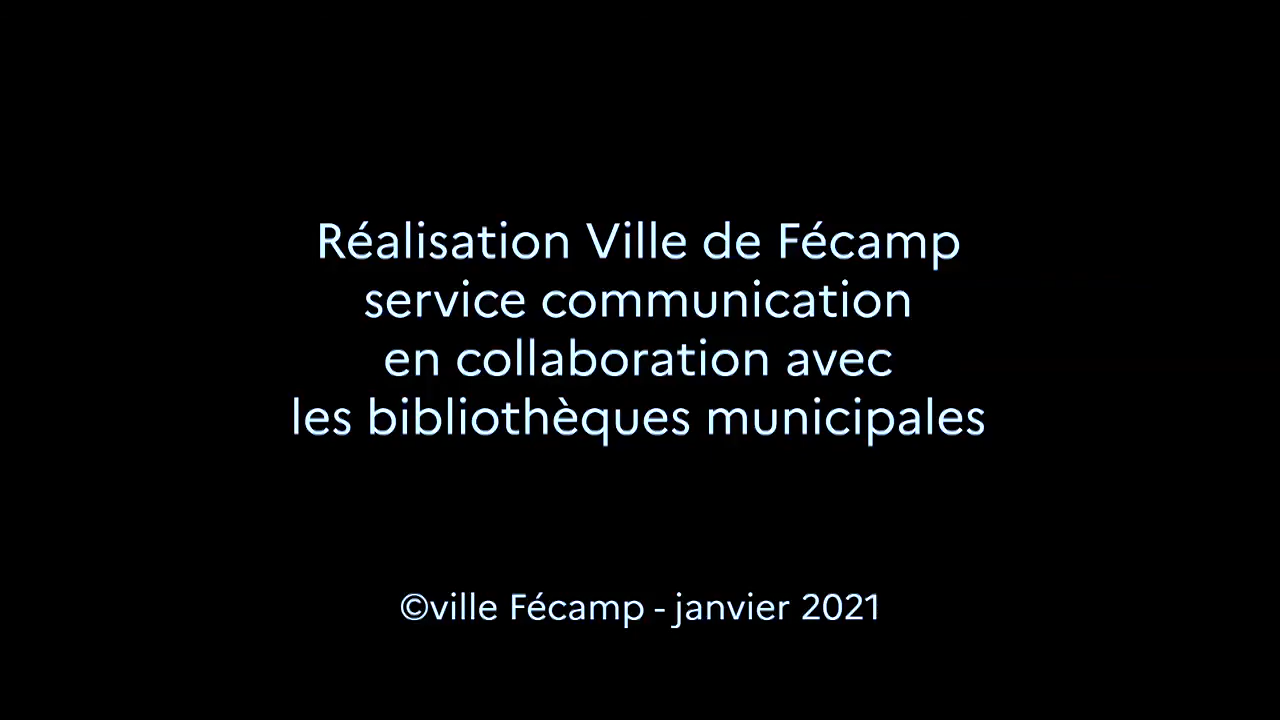 Réalisation Ville de Fécamp
service communication
en collaboration avec
les bibliothèques municipales
©ville Fécamp - janvier 2021